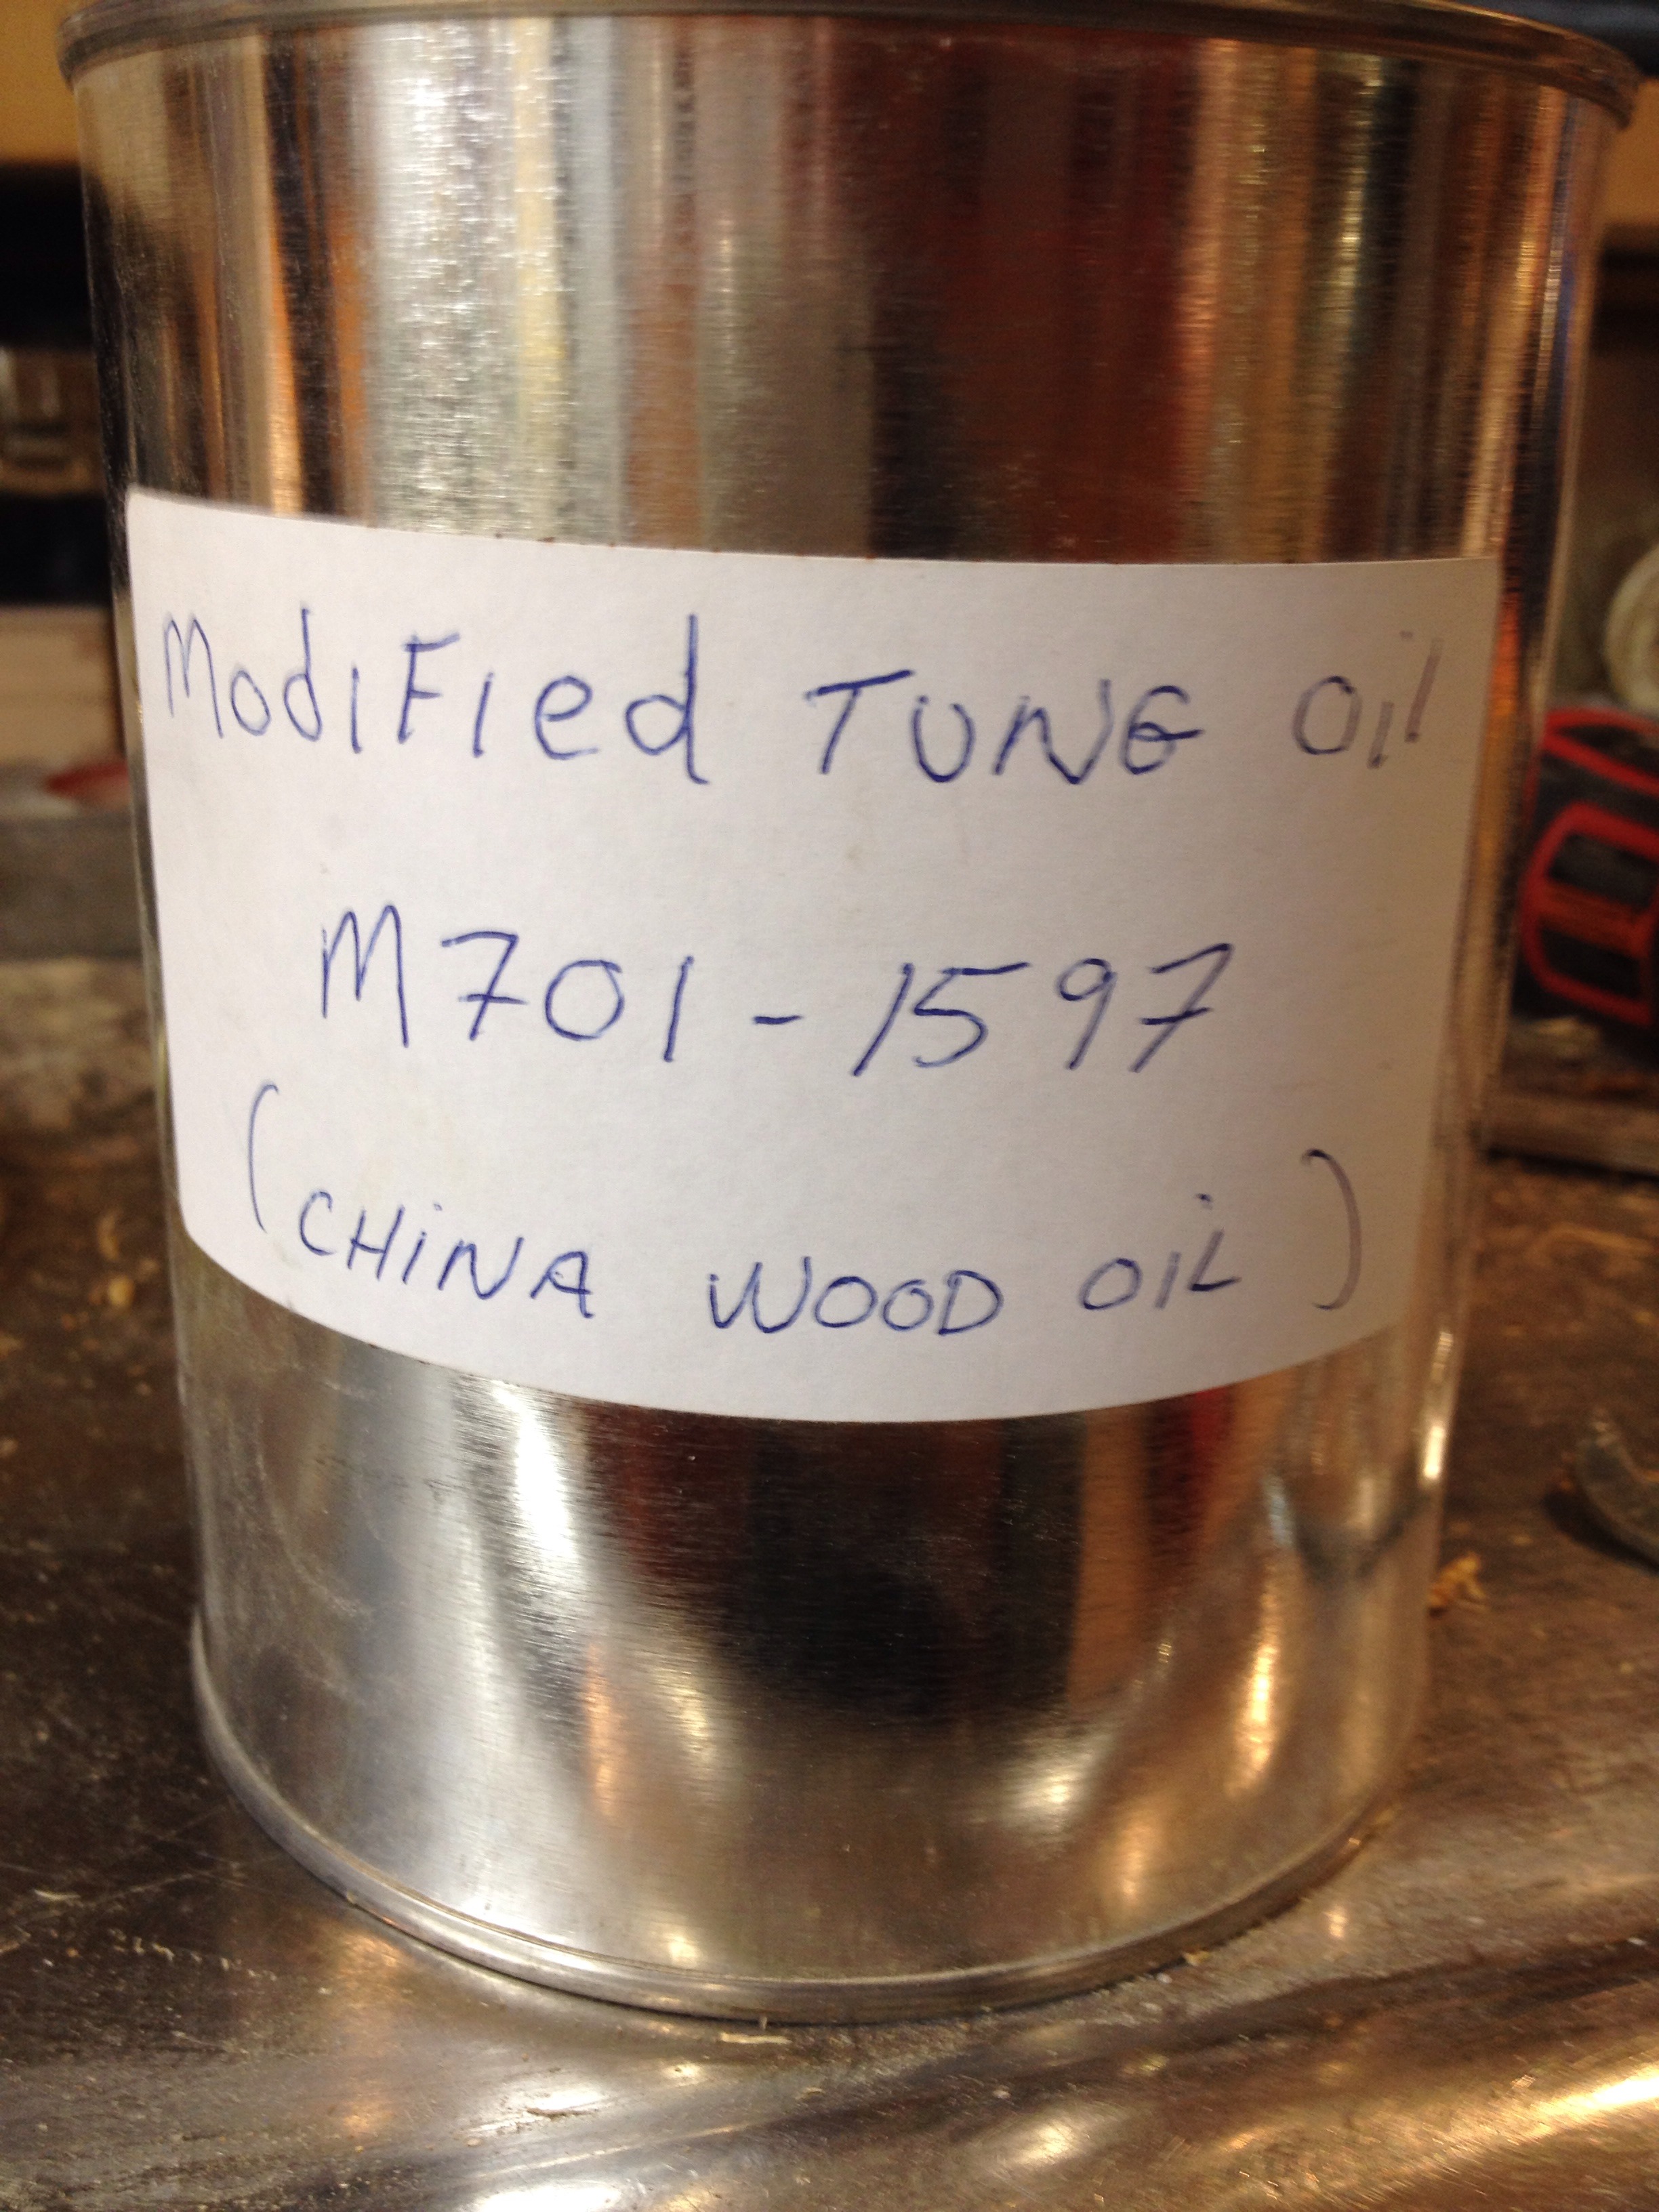 ModiFied TUNG Oil
M701-1597
(CHiNA WOOD OIL)